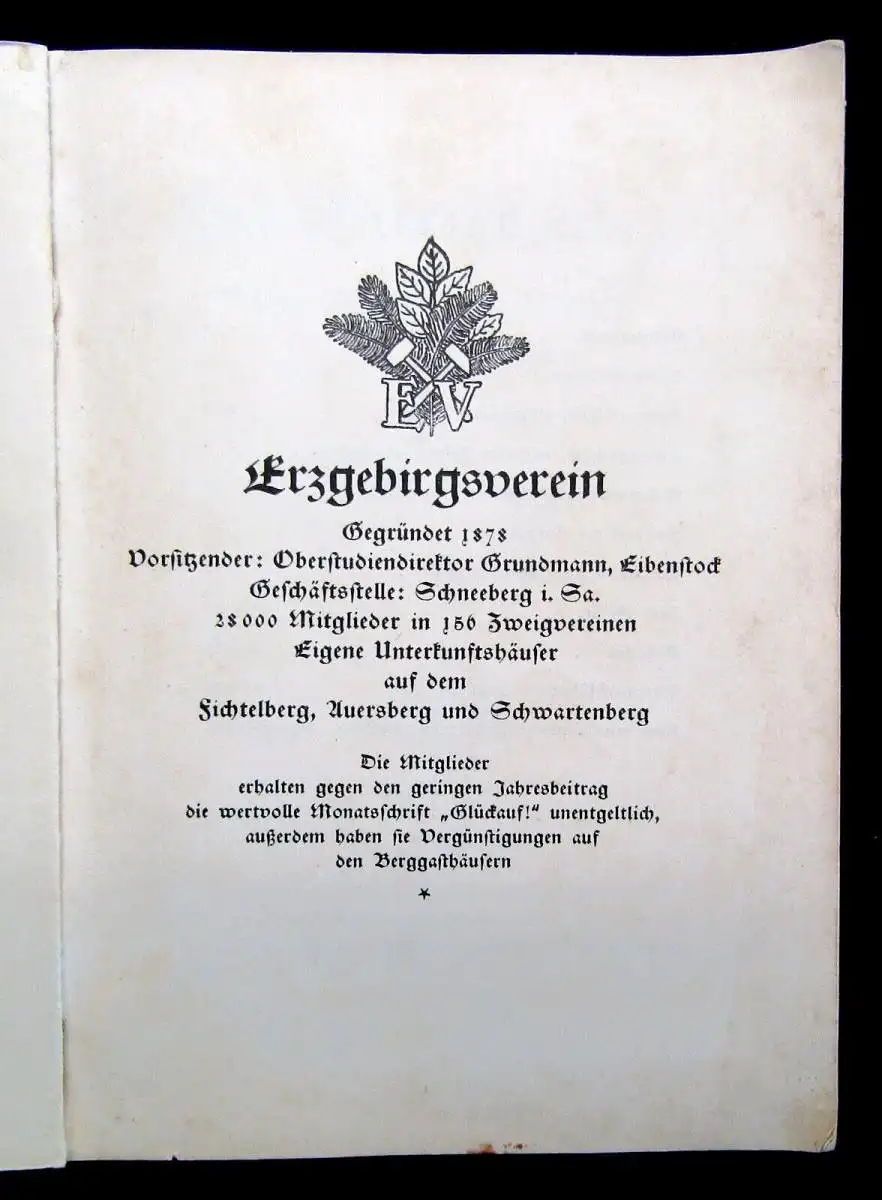 EV
Erzgebirgsverein
Gegründet 1878
Vorsitzender: Oberstudiendirektor Grundmann, Eibenstock
Geschäftsstelle: Schneeberg i. Sa.
28000 Mitglieder in 156 Zweigvereinen
Eigene Unterkunftshäuser
auf dem
Fichtelberg, Auersberg und Schwartenberg
Die Mitglieder
erhalten gegen den geringen Jahresbeitrag
die wertvolle Monatsschrift „Glückauf!“ unentgeltlich,
außerdem haben sie Vergünstigungen auf
den Berggasthäusern